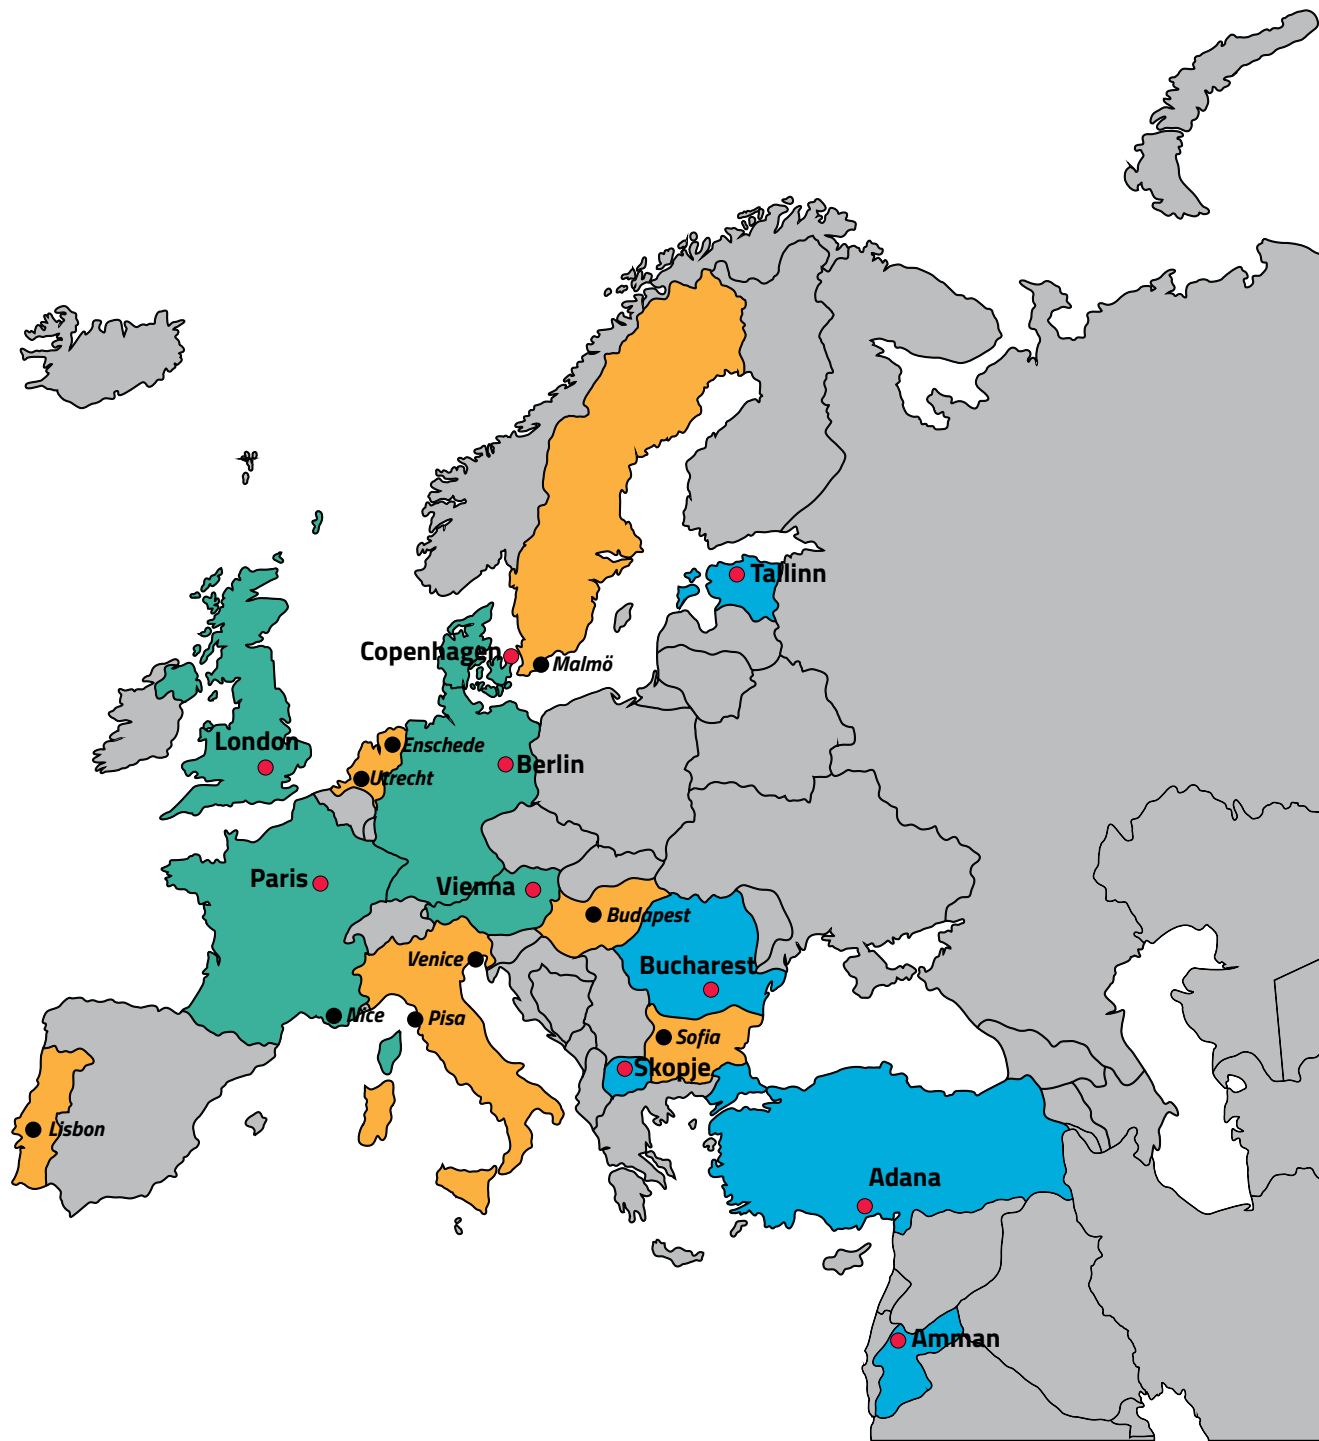 Tallinn
Copenhagen
Malmö
London
Enschede
Berlin
Utrecht
Paris
Vienna
Budapest
Venice
Bucharest
Nice
Pisa
Sofia
Skopje
Lisbon
Adana
Amman